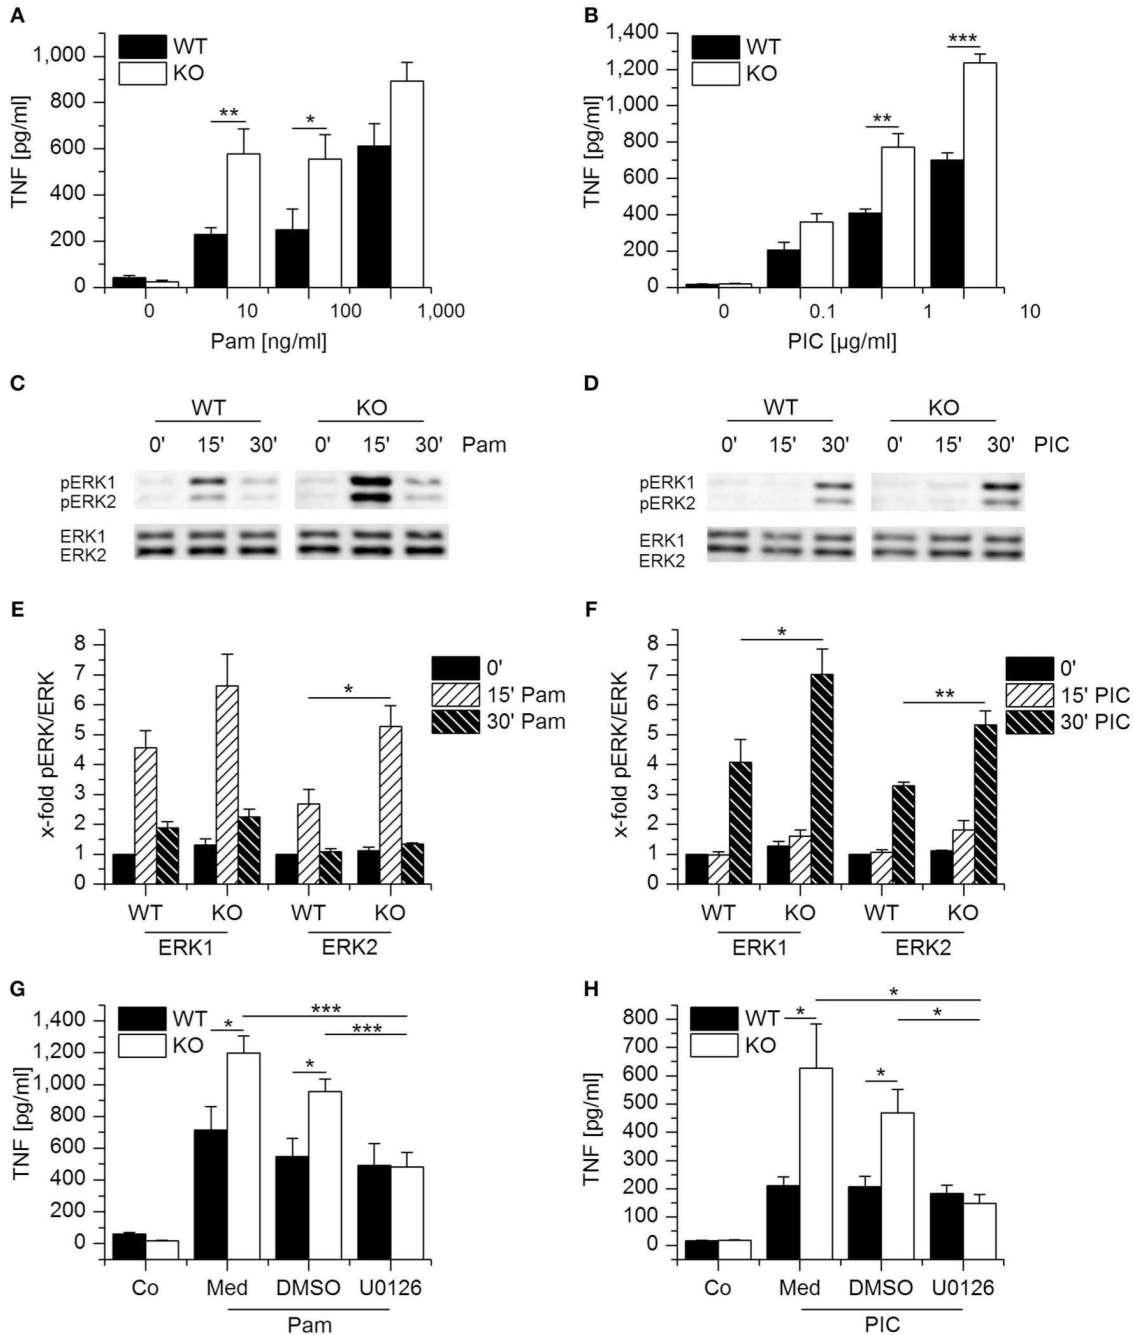 A
TNF [pg/ml]
1,000
800
600
400
200
0
WT
KO
**
*
0 10 100 1,000
Pam [ng/ml]
B
TNF [pg/ml]
1,400
1,200
1,000
800
600
400
200
0
WT
KO
**
***
0 0.1 1 10
PIC [µg/ml]
C
WT KO
0' 15' 30' 0' 15' 30' Pam
pERK1
pERK2
ERK1
ERK2
D
WT KO
0' 15' 30' 0' 15' 30' PIC
pERK1
pERK2
ERK1
ERK2
E
x-fold pERK/ERK
8
7
6
5
4
3
2
1
0
*
0'
15' Pam
30' Pam
WT KO WT KO
ERK1 ERK2
F
x-fold pERK/ERK
8
7
6
5
4
3
2
1
0
*
**
0'
15' PIC
30' PIC
WT KO WT KO
ERK1 ERK2
G
TNF [pg/ml]
1,400
1,200
1,000
800
600
400
200
0
WT
KO
*
***
***
*
Co Med DMSO U0126
Pam
H
TNF [pg/ml]
800
700
600
500
400
300
200
100
0
WT
KO
*
*
*
*
Co Med DMSO U0126
PIC